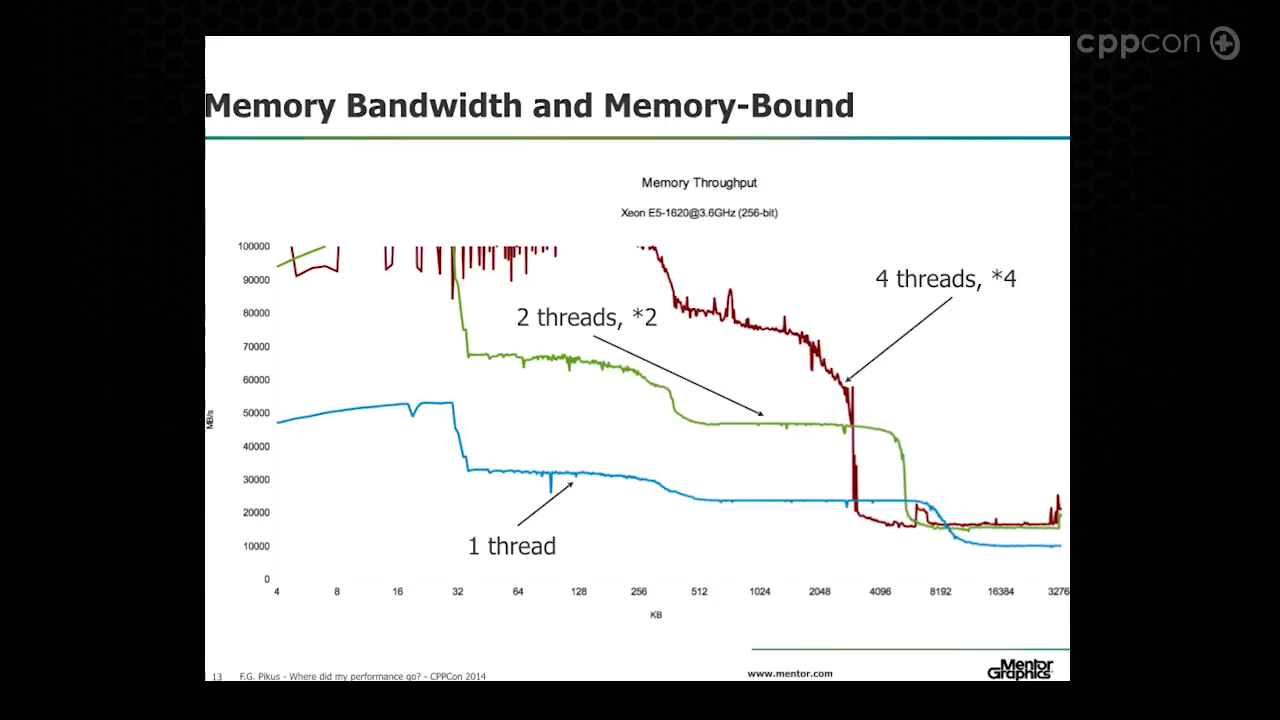 cppcon
Memory Bandwidth and Memory-Bound
Memory Throughput
Xeon E5-1620@3.6GHz (256-bit)
100000
90000
80000
70000
60000
50000
40000
30000
20000
10000
0
MB/s
4 threads, *4
2 threads, *2
1 thread
4 8 16 32 64 128 256 512 1024 2048 4096 8192 16384 3276
KB
13 F.G. Pikus - Where did my performance go? - CPPCon 2014
www.mentor.com
Mentor
Graphics